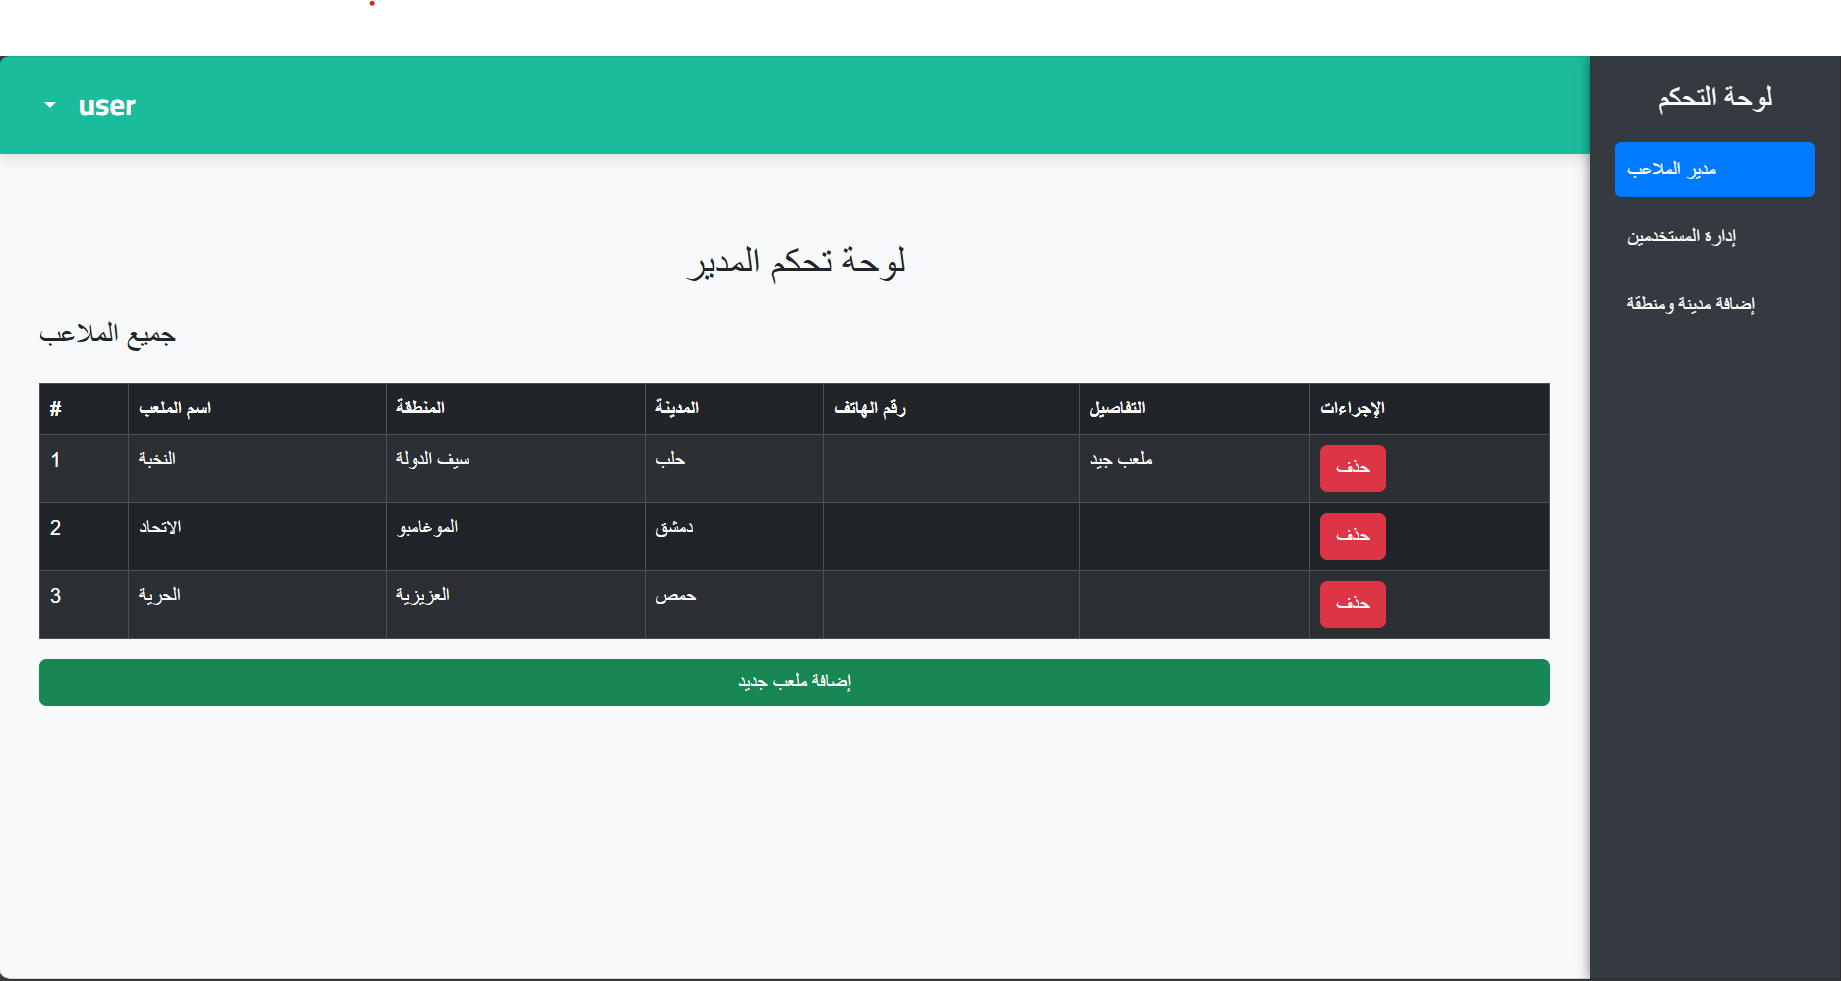 لوحة التحكم
مدير الملاعب
إدارة المستخدمين
إضافة مدينة ومنطقة
user
لوحة تحكم المدير
جميع الملاعب
# اسم الملعب المنطقة المدينة رقم الهاتف التفاصيل الإجراءات
1 النخبة سيف الدولة حلب ملعب جيد حذف
2 الاتحاد الموغامبو دمشق حذف
3 الحرية العزيزية حمص حذف
إضافة ملعب جديد